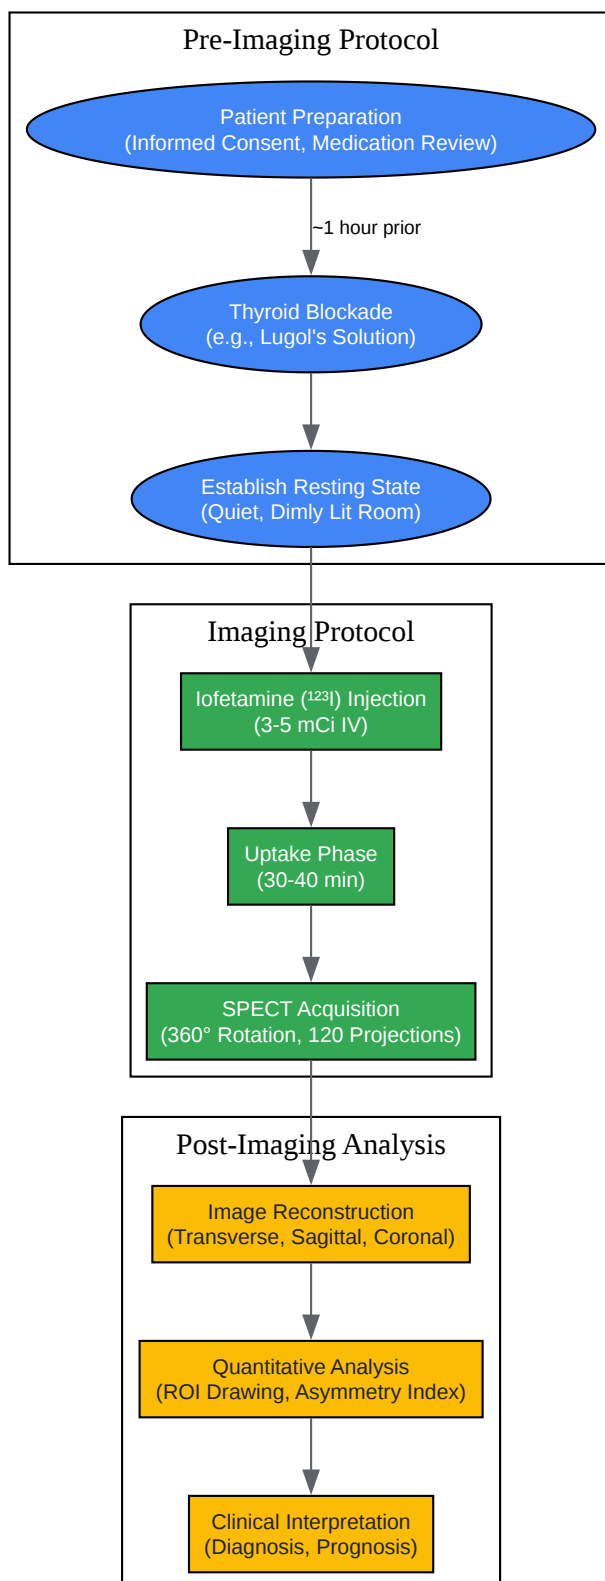 Pre-Imaging Protocol
Patient Preparation
(Informed Consent, Medication Review)
~1 hour prior
Thyroid Blockade
(e.g., Lugol's Solution)
Establish Resting State
(Quiet, Dimly Lit Room)
Imaging Protocol
Iofetamine (¹²³I) Injection
(3-5 mCi IV)
Uptake Phase
(30-40 min)
SPECT Acquisition
(360° Rotation, 120 Projections)
Post-Imaging Analysis
Image Reconstruction
(Transverse, Sagittal, Coronal)
Quantitative Analysis
(ROI Drawing, Asymmetry Index)
Clinical Interpretation
(Diagnosis, Prognosis)